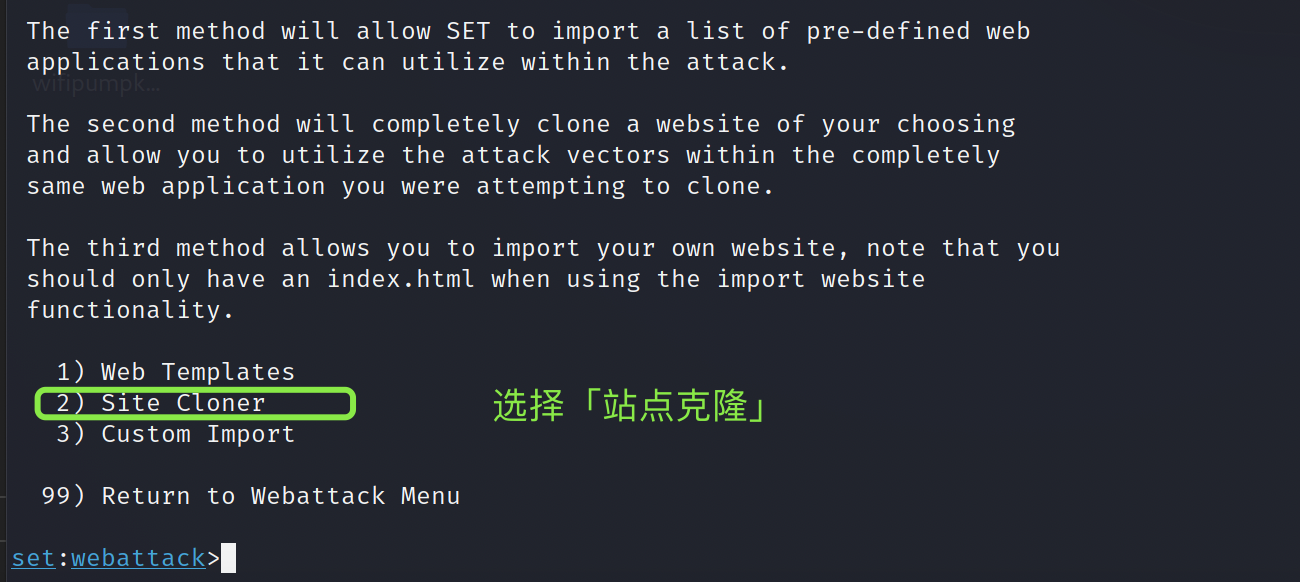 The first method will allow SET to import a list of pre-defined web
applications that it can utilize within the attack.
wifipumpk...
The second method will completely clone a website of your choosing
and allow you to utilize the attack vectors within the completely
same web application you were attempting to clone.
The third method allows you to import your own website, note that you
should only have an index.html when using the import website
functionality.
1) Web Templates
2) Site Cloner
选择「站点克隆」
3) Custom Import
99) Return to Webattack Menu
set:webattack>